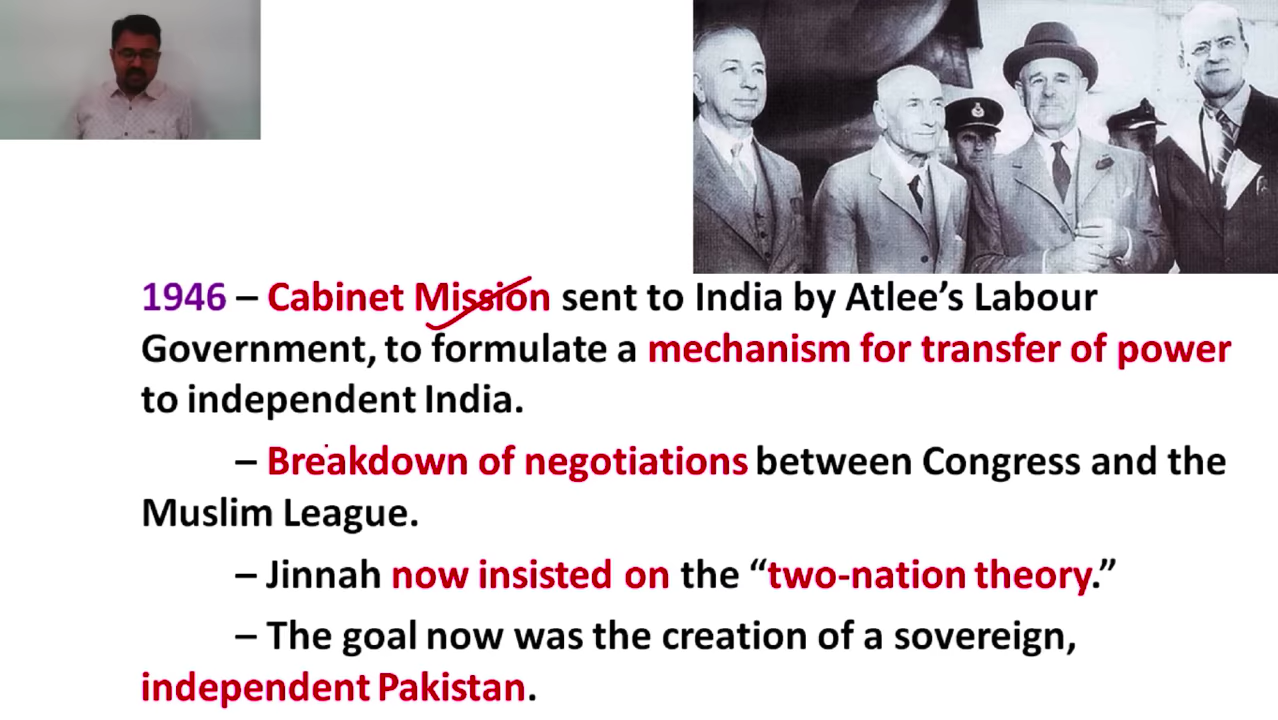 1946 – Cabinet Mission sent to India by Atlee’s Labour
Government, to formulate a mechanism for transfer of power
to independent India.
– Breakdown of negotiations between Congress and the
Muslim League.
– Jinnah now insisted on the “two-nation theory.”
– The goal now was the creation of a sovereign,
independent Pakistan.